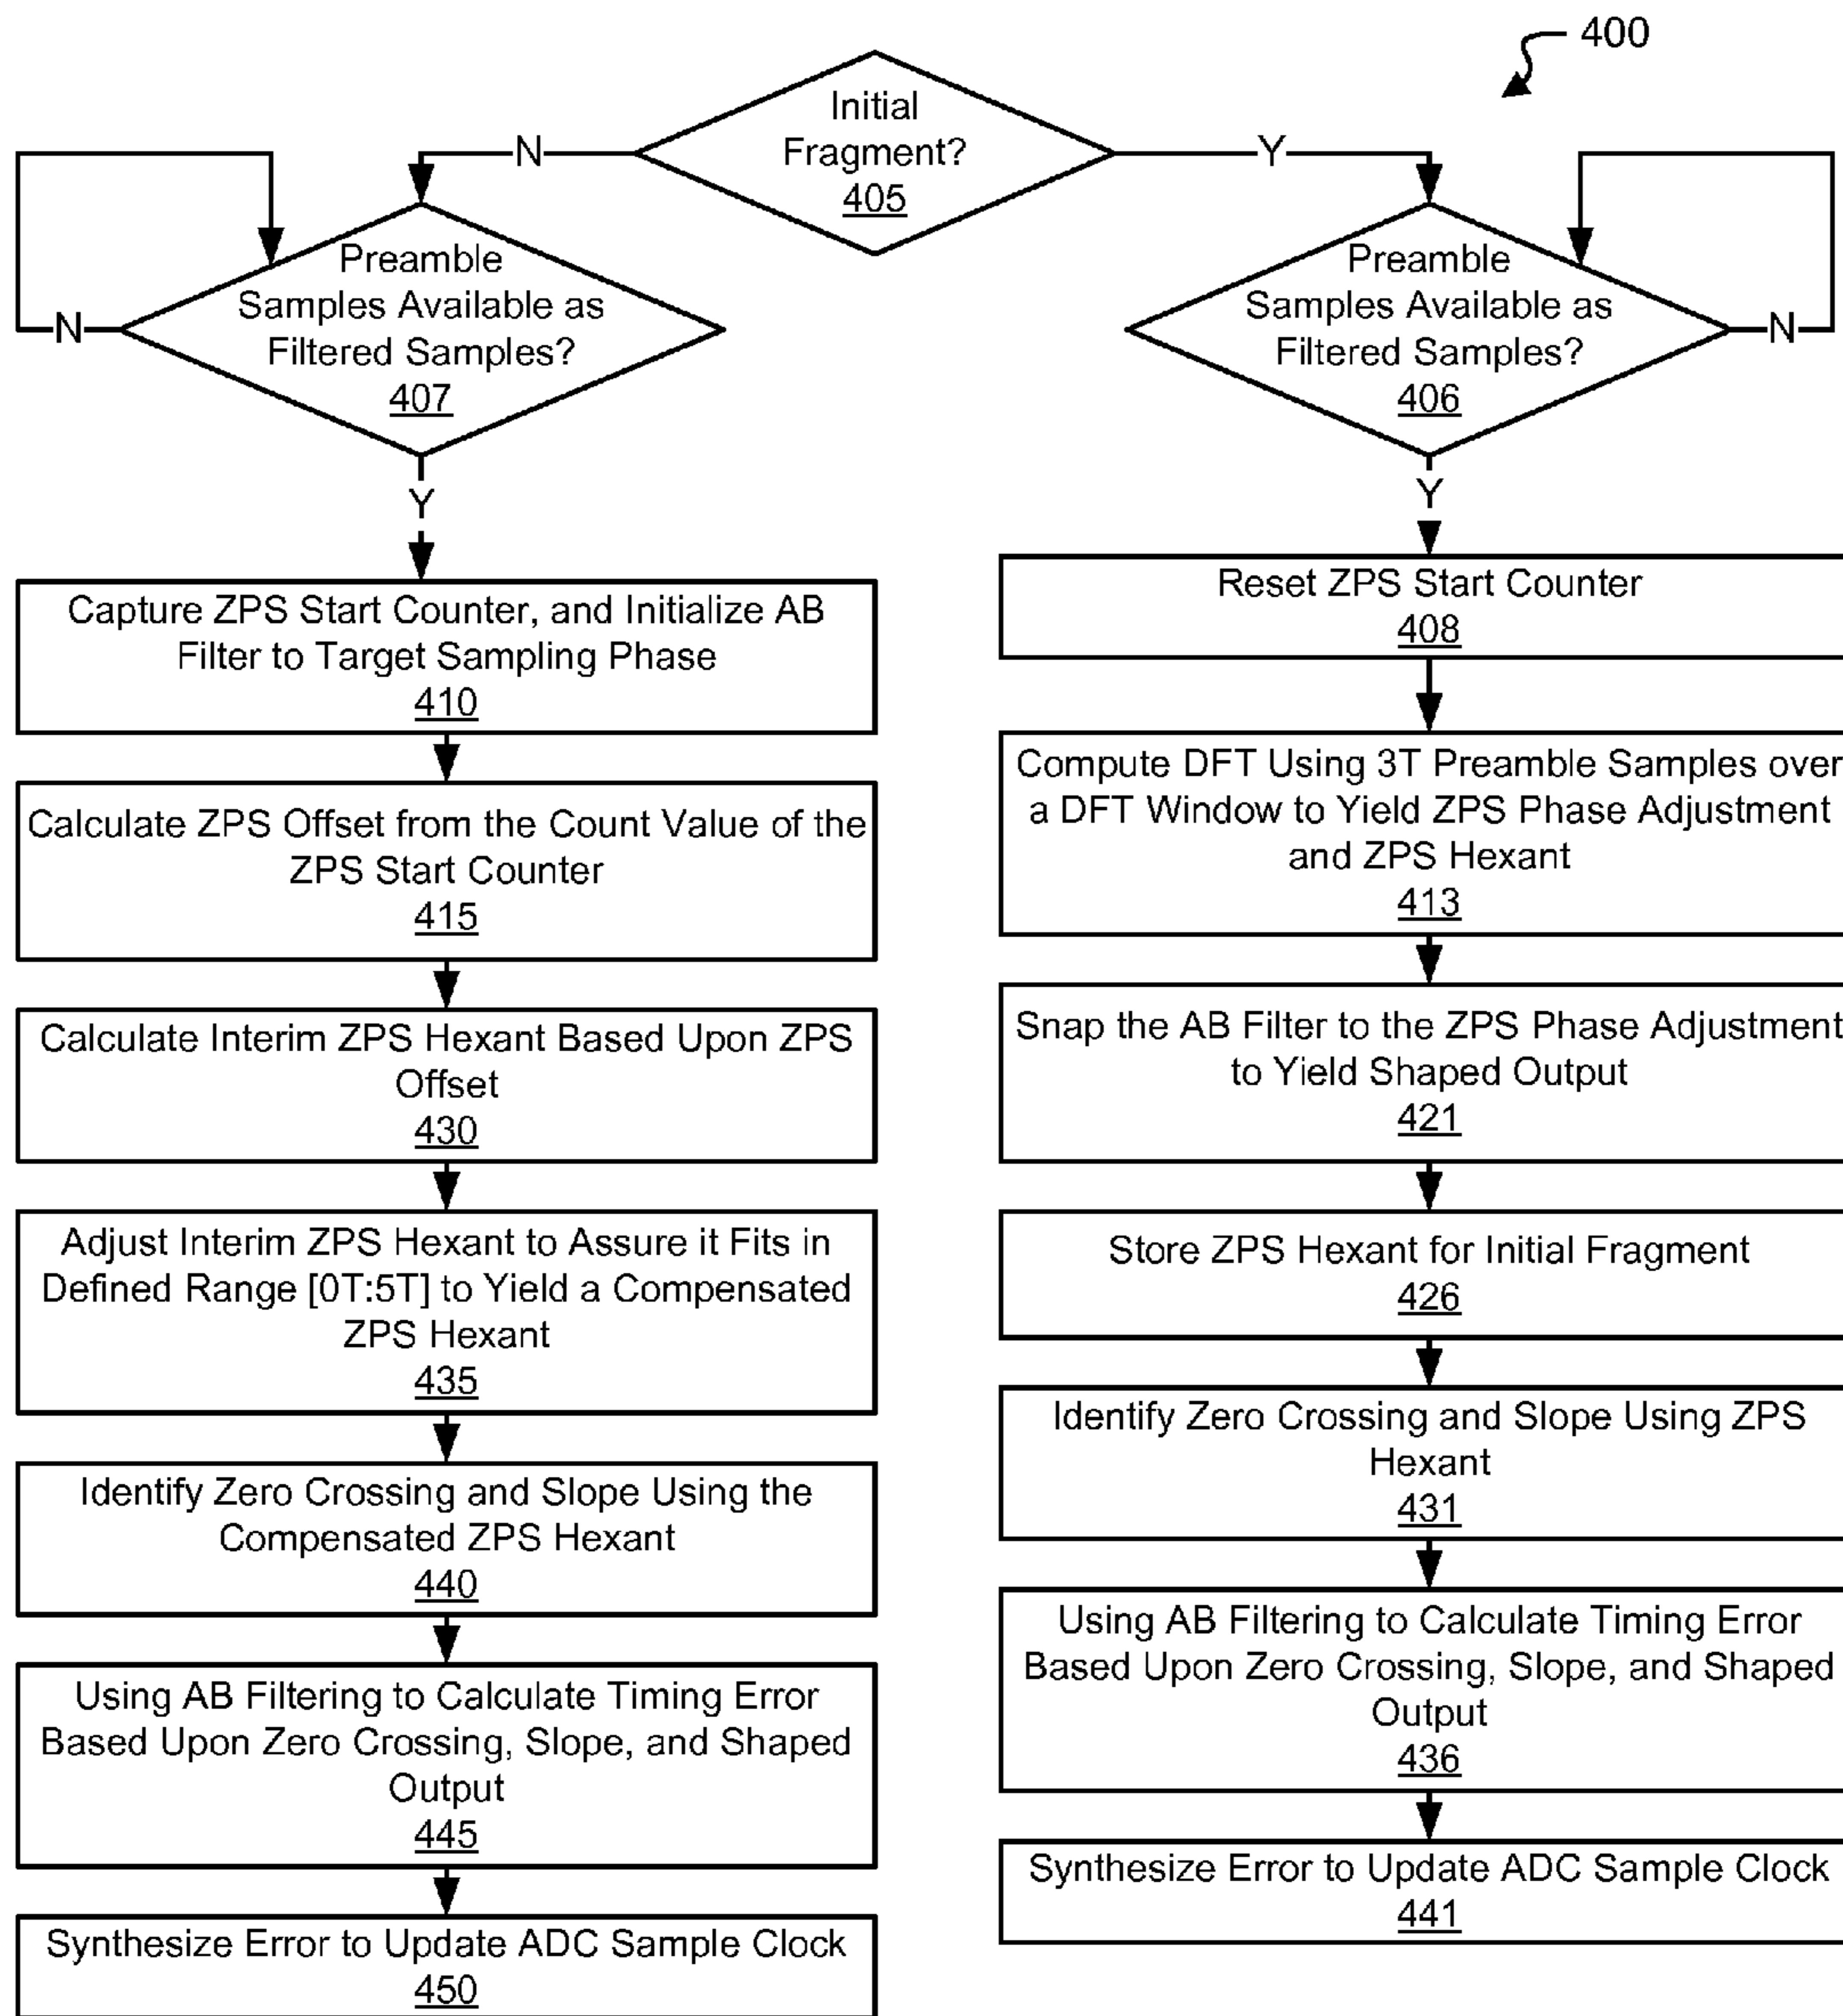 400
Initial
Fragment?
405
N
Y
Preamble
Samples Available as
Filtered Samples?
407
N
Y
Capture ZPS Start Counter, and Initialize AB
Filter to Target Sampling Phase
410
Calculate ZPS Offset from the Count Value of the
ZPS Start Counter
415
Calculate Interim ZPS Hexant Based Upon ZPS
Offset
430
Adjust Interim ZPS Hexant to Assure it Fits in
Defined Range [0T:5T] to Yield a Compensated
ZPS Hexant
435
Identify Zero Crossing and Slope Using the
Compensated ZPS Hexant
440
Using AB Filtering to Calculate Timing Error
Based Upon Zero Crossing, Slope, and Shaped
Output
445
Synthesize Error to Update ADC Sample Clock
450
Preamble
Samples Available as
Filtered Samples?
406
N
Y
Reset ZPS Start Counter
408
Compute DFT Using 3T Preamble Samples over
a DFT Window to Yield ZPS Phase Adjustment
and ZPS Hexant
413
Snap the AB Filter to the ZPS Phase Adjustment
to Yield Shaped Output
421
Store ZPS Hexant for Initial Fragment
426
Identify Zero Crossing and Slope Using ZPS
Hexant
431
Using AB Filtering to Calculate Timing Error
Based Upon Zero Crossing, Slope, and Shaped
Output
436
Synthesize Error to Update ADC Sample Clock
441